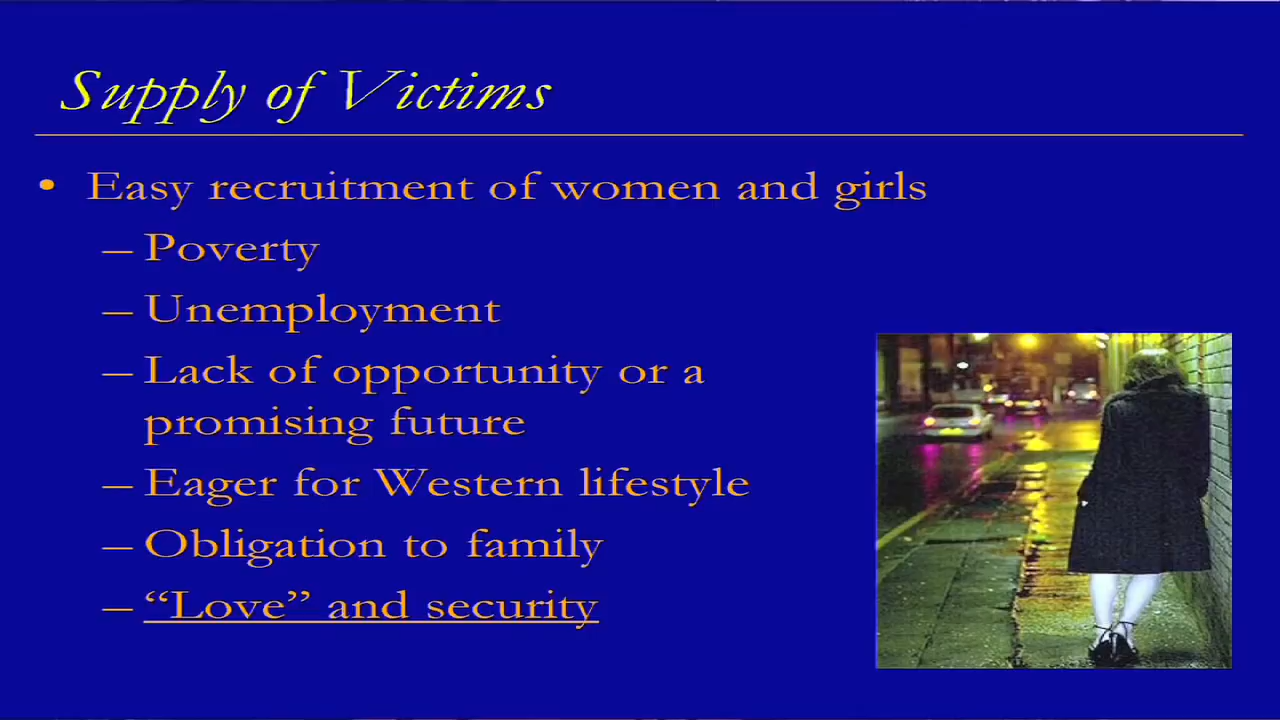 Supply of Victims
• Easy recruitment of women and girls
– Poverty
– Unemployment
– Lack of opportunity or a
promising future
– Eager for Western lifestyle
– Obligation to family
– “Love” and security